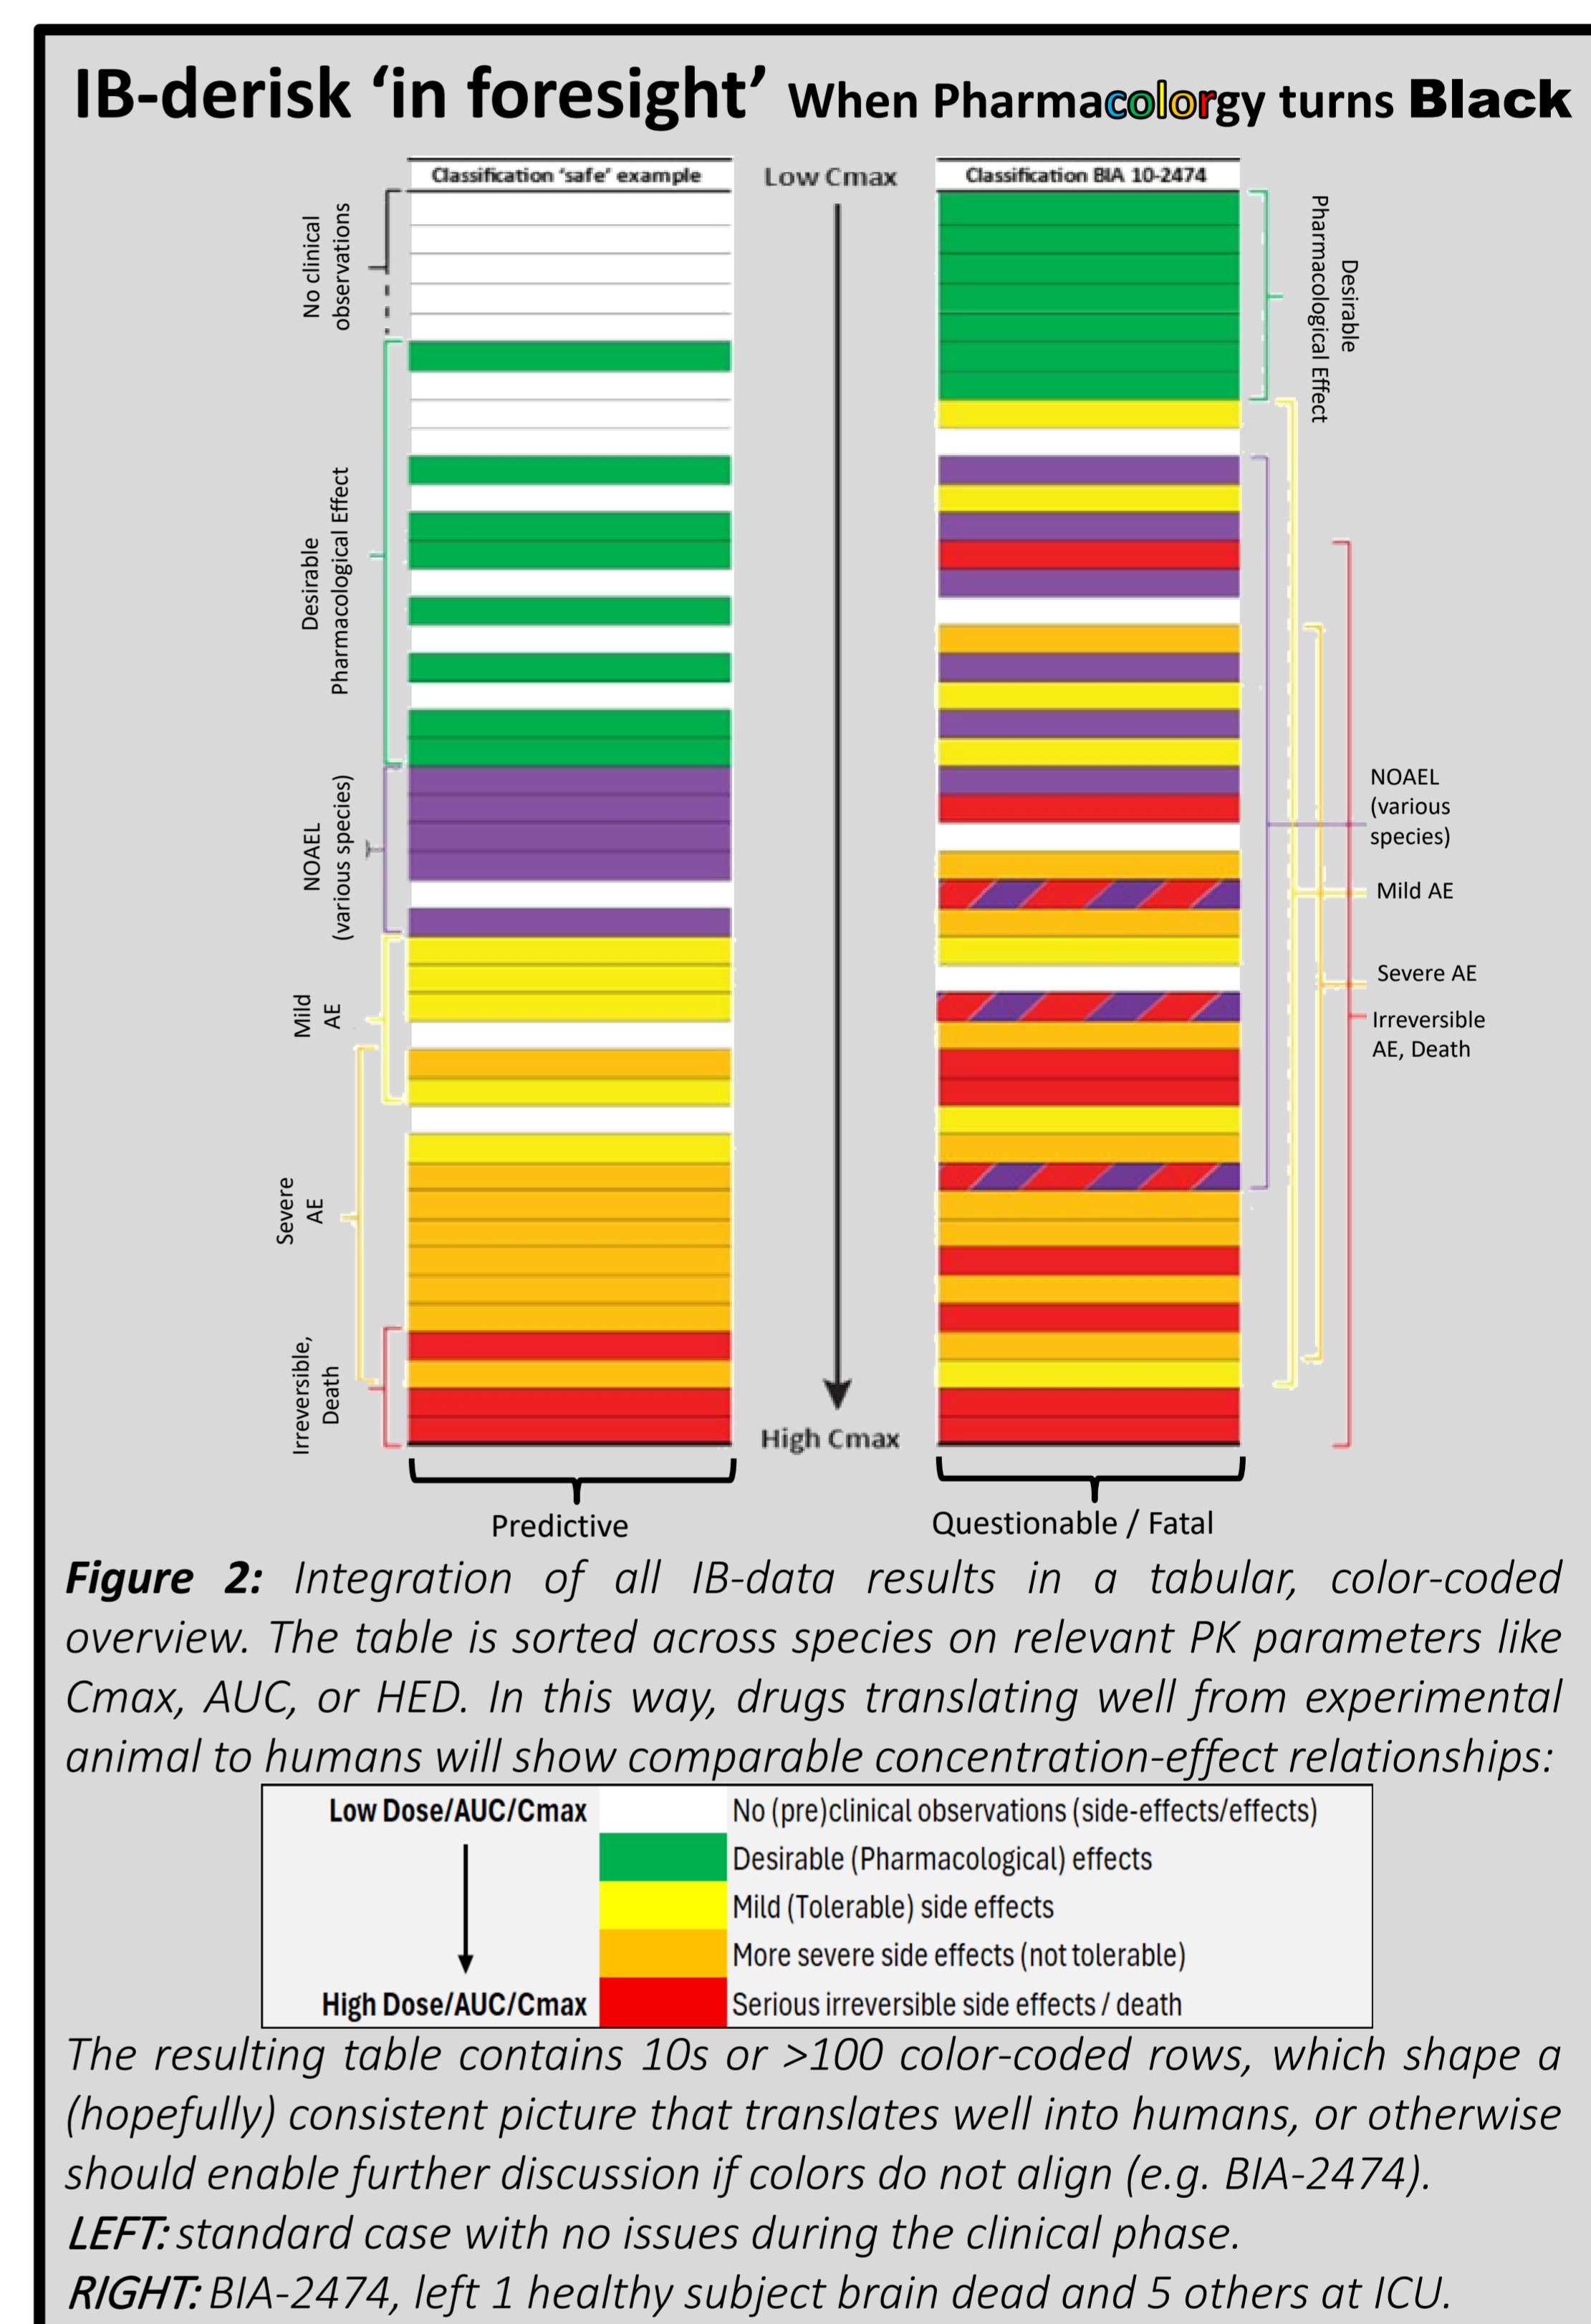 IB-derisk ‘in foresight’ When Pharmacolorgy turns Black
Classification ‘safe’ example
Low Cmax
Classification BIA 10-2474
No clinical
observations
Desirable
Pharmacological Effect
NOAEL
(various species)
Mild
AE
Severe
AE
Irreversible,
Death
Desirable
Pharmacological Effect
NOAEL
(various
species)
Mild AE
Severe AE
Irreversible
AE, Death
High Cmax
Predictive
Questionable / Fatal
Figure 2: Integration of all IB-data results in a tabular, color-coded
overview. The table is sorted across species on relevant PK parameters like
Cmax, AUC, or HED. In this way, drugs translating well from experimental
animal to humans will show comparable concentration-effect relationships:
Low Dose/AUC/Cmax No (pre)clinical observations (side-effects/effects)
Desirable (Pharmacological) effects
Mild (Tolerable) side effects
More severe side effects (not tolerable)
High Dose/AUC/Cmax Serious irreversible side effects / death
The resulting table contains 10s or >100 color-coded rows, which shape a
(hopefully) consistent picture that translates well into humans, or otherwise
should enable further discussion if colors do not align (e.g. BIA-2474).
LEFT: standard case with no issues during the clinical phase.
RIGHT: BIA-2474, left 1 healthy subject brain dead and 5 others at ICU.